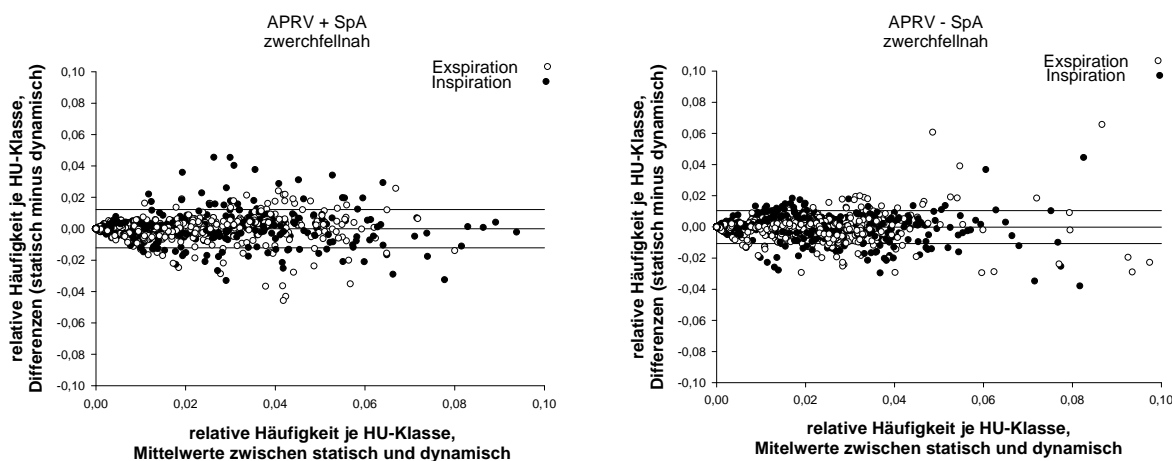 APRV + SpA
zwerchfellnah
Exspiration
Inspiration
relative Häufigkeit je HU-Klasse,
Differenzen (statisch minus dynamisch)
0,10
0,08
0,06
0,04
0,02
0,00
-0,02
-0,04
-0,06
-0,08
-0,10
0,00 0,02 0,04 0,06 0,08 0,10
relative Häufigkeit je HU-Klasse,
Mittelwerte zwischen statisch und dynamisch
APRV - SpA
zwerchfellnah
Exspiration
Inspiration
relative Häufigkeit je HU-Klasse,
Differenzen (statisch minus dynamisch)
0,10
0,08
0,06
0,04
0,02
0,00
-0,02
-0,04
-0,06
-0,08
-0,10
0,00 0,02 0,04 0,06 0,08 0,10
relative Häufigkeit je HU-Klasse,
Mitelwerte zwischen statisch und dynamisch